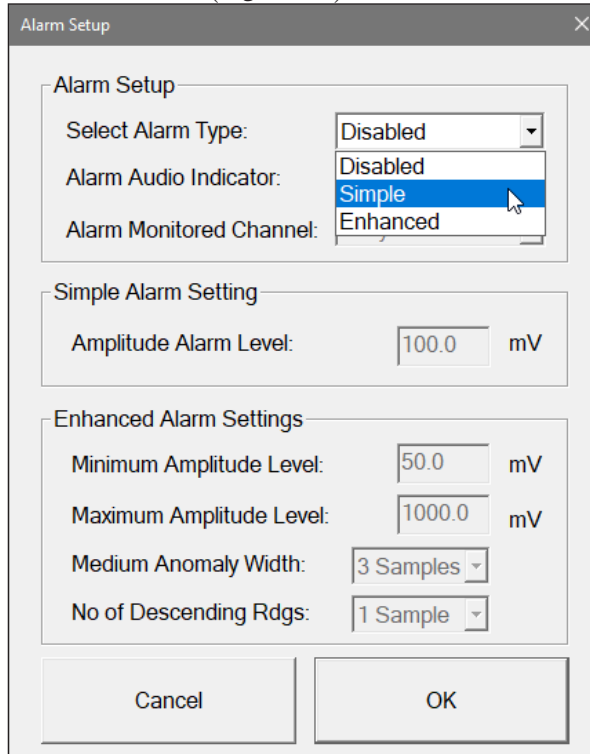 Alarm Setup
Alarm Setup
Select Alarm Type: Disabled
Disabled
Alarm Audio Indicator:
Simple
Enhanced
Alarm Monitored Channel:
Simple Alarm Setting
Amplitude Alarm Level: 100.0 mV
Enhanced Alarm Settings
Minimum Amplitude Level: 50.0 mV
Maximum Amplitude Level: 1000.0 mV
Medium Anomaly Width: 3 Samples
No of Descending Rdgs: 1 Sample
Cancel OK